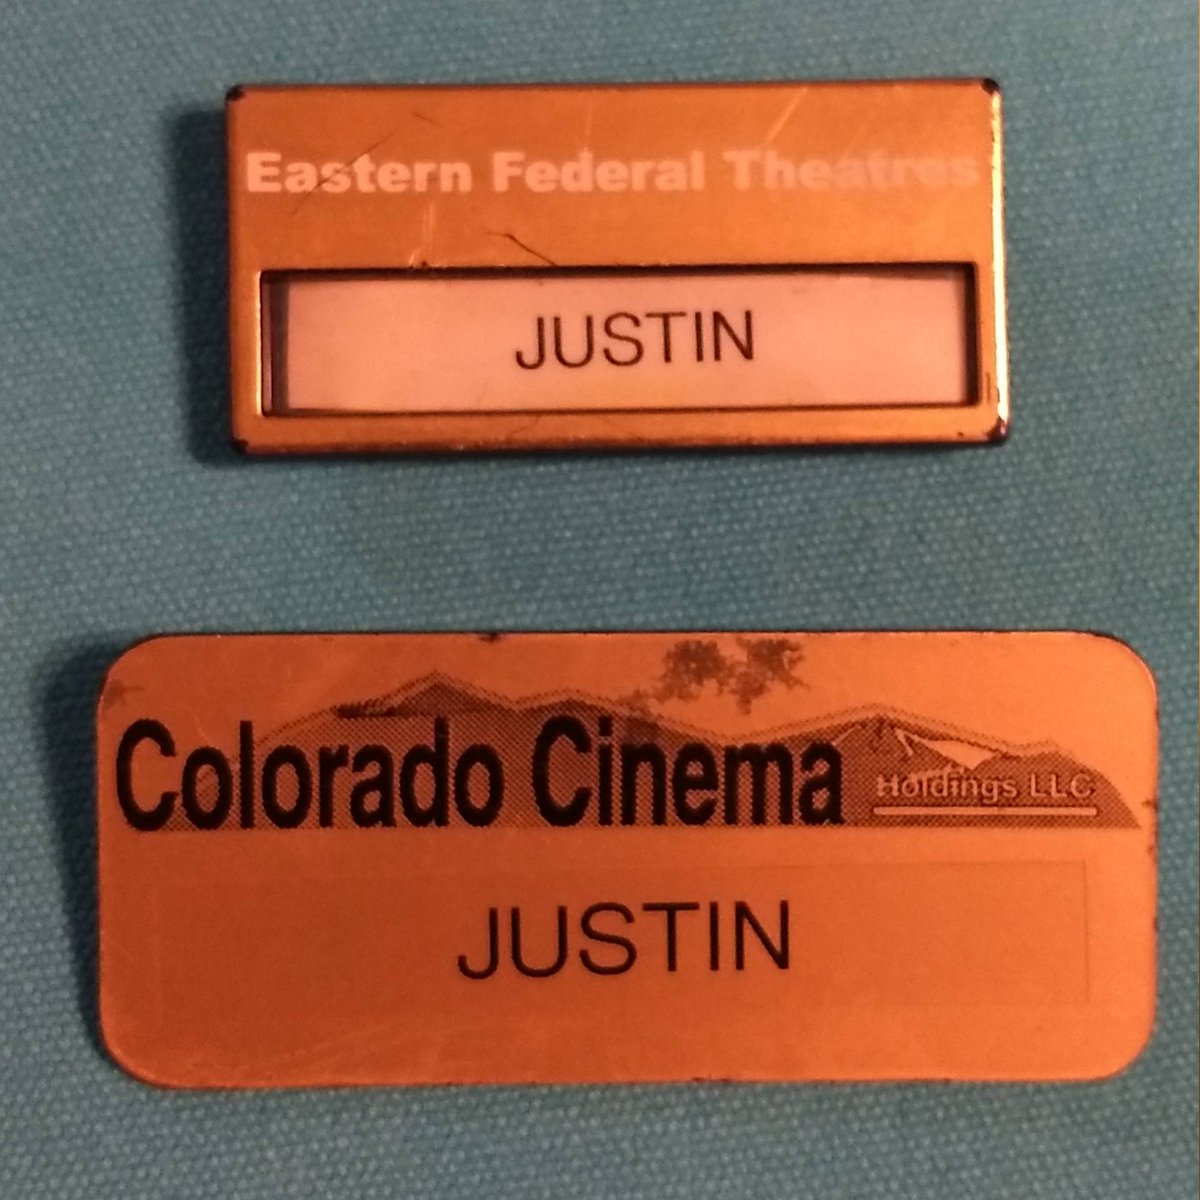 Eastern Federal Theatres
JUSTIN
Colorado Cinema
Holdings LLC
JUSTIN